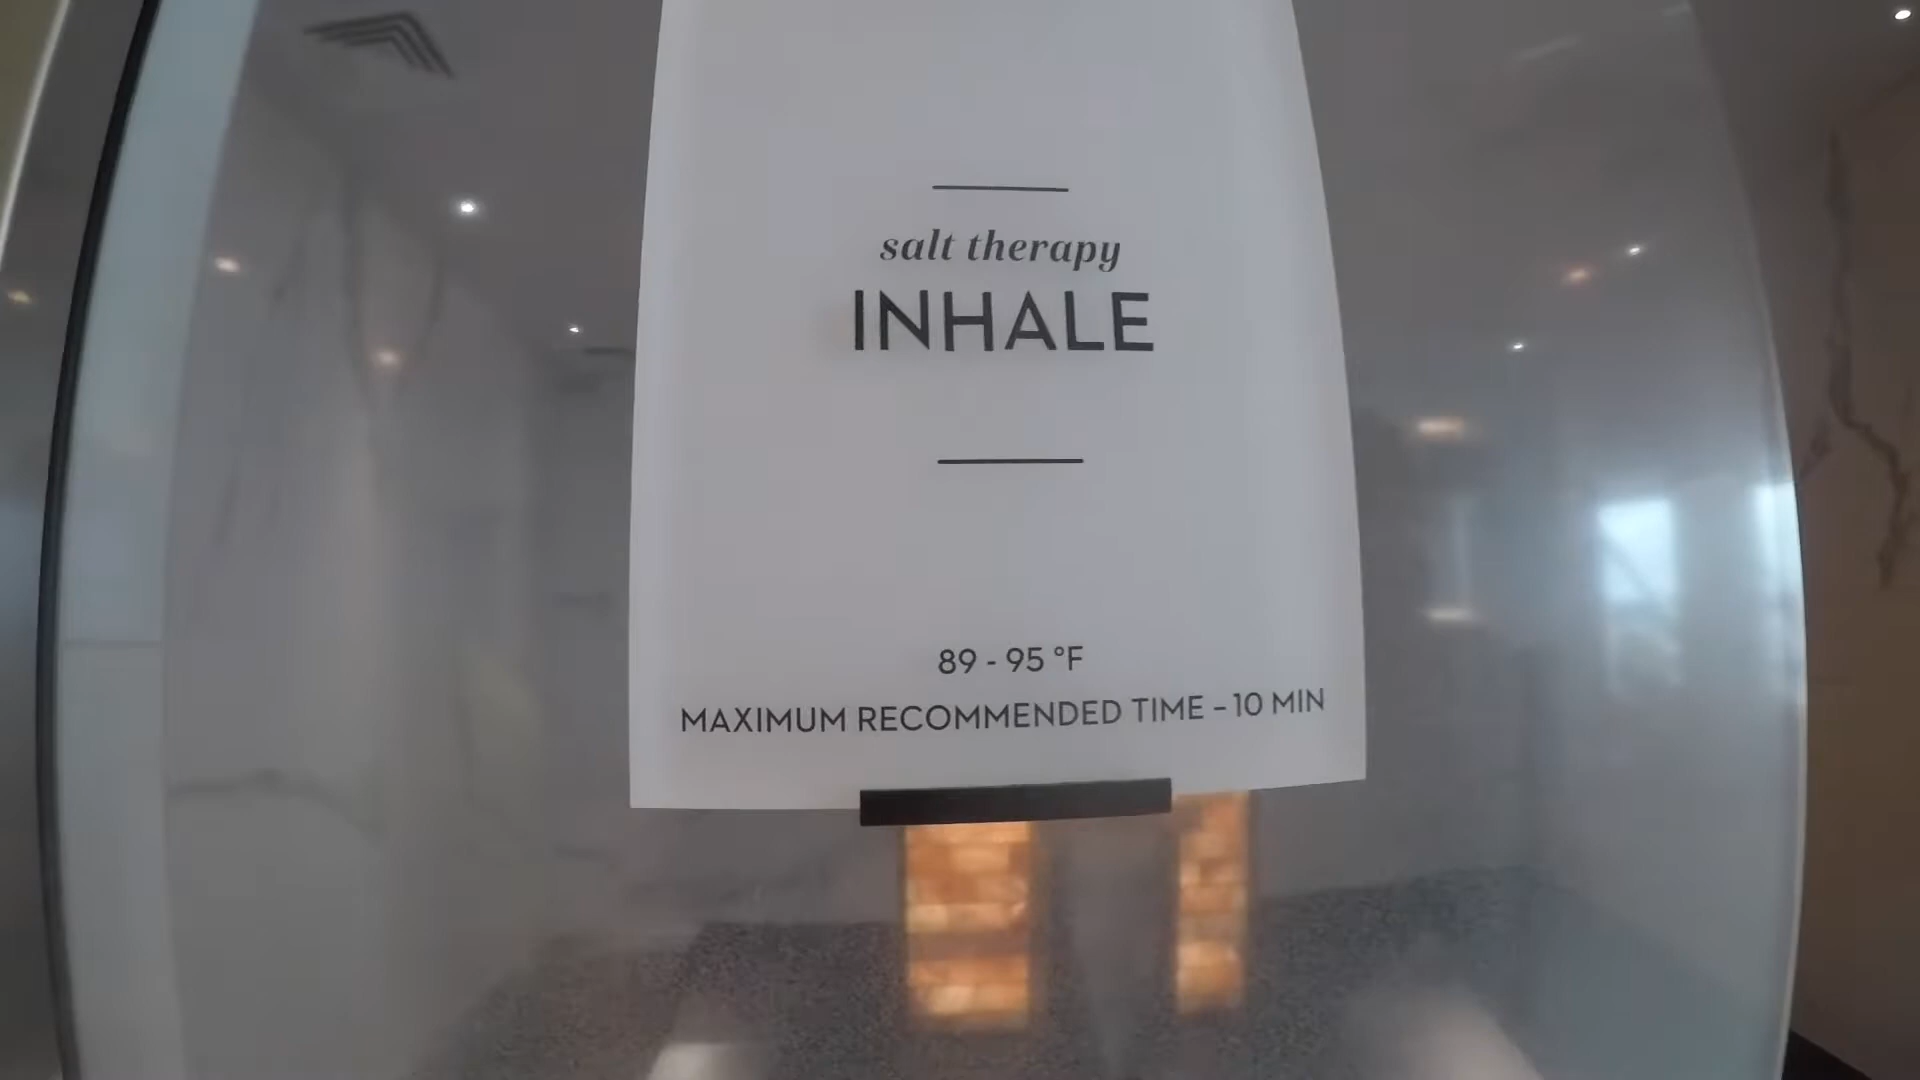 salt therapy
INHALE
89 - 95 °F
MAXIMUM RECOMMENDED TIME – 10 MIN